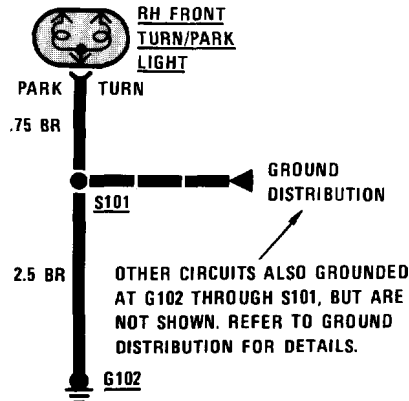 RH FRONT
TURN/PARK
LIGHT
PARK TURN
.75 BR
GROUND
DISTRIBUTION
S101
2.5 BR
OTHER CIRCUITS ALSO GROUNDED
AT G102 THROUGH S101, BUT ARE
NOT SHOWN. REFER TO GROUND
DISTRIBUTION FOR DETAILS.
G102